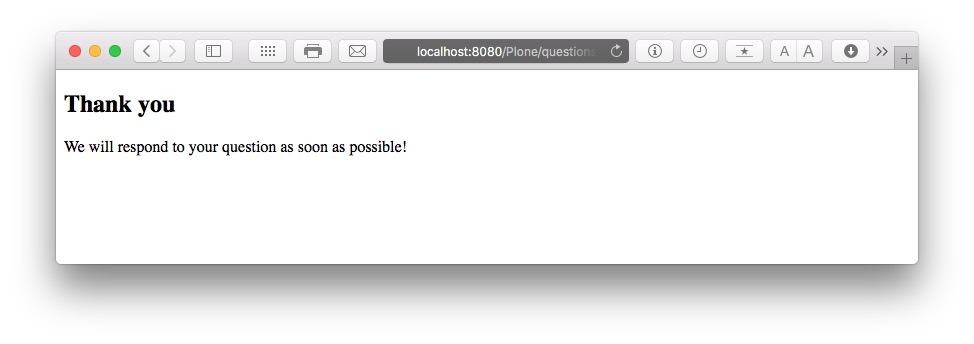 localhost:8080/Plone/questions
A A
Thank you
We will respond to your question as soon as possible!